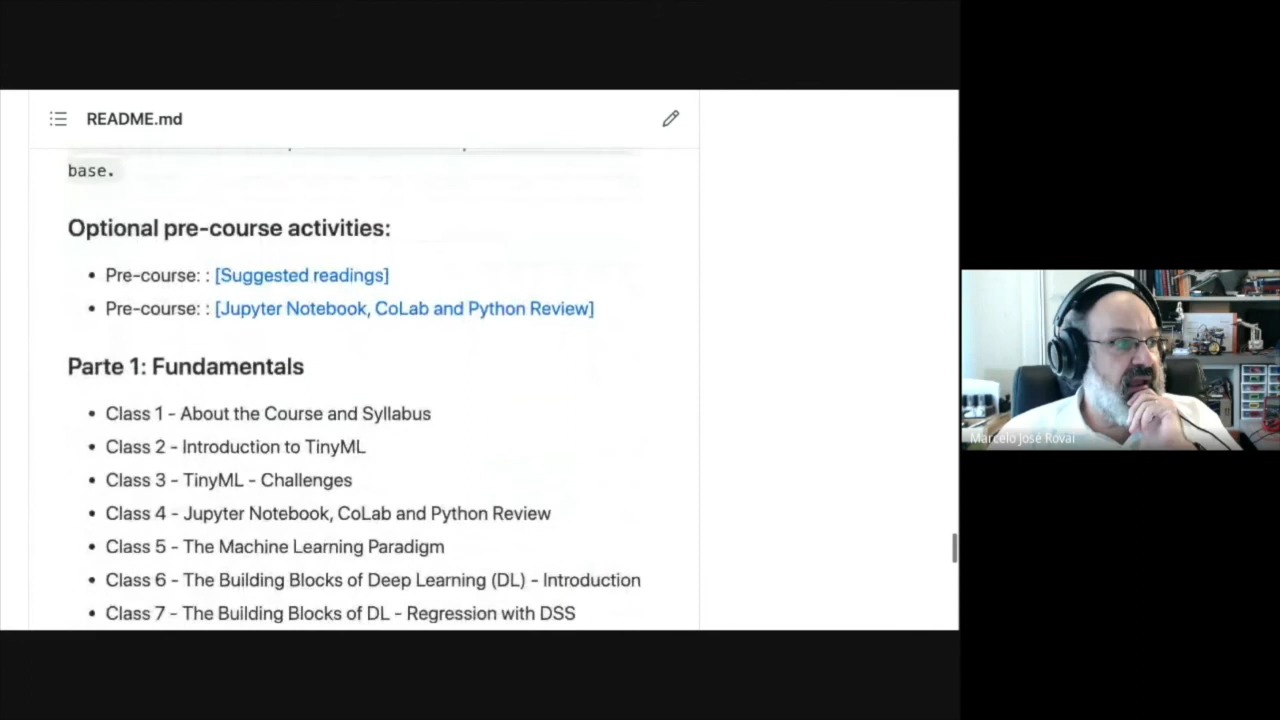 README.md
base.
Optional pre-course activities:
Pre-course: : [Suggested readings]
Pre-course: : [Jupyter Notebook, CoLab and Python Review]
Parte 1: Fundamentals
Class 1 - About the Course and Syllabus
Class 2 - Introduction to TinyML
Class 3 - TinyML - Challenges
Class 4 - Jupyter Notebook, CoLab and Python Review
Class 5 - The Machine Learning Paradigm
Class 6 - The Building Blocks of Deep Learning (DL) - Introduction
Class 7 - The Building Blocks of DL - Regression with DSS
Marcelo José Rovai